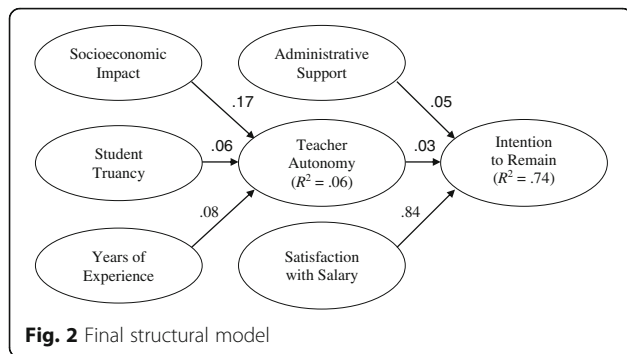 Socioeconomic
Impact
Administrative
Support
.17
.05
Student
Truancy
.06
Teacher
Autonomy
(R² = .06)
.03
Intention
to Remain
(R² = .74)
.08
.84
Years of
Experience
Satisfaction
with Salary
Fig. 2 Final structural model